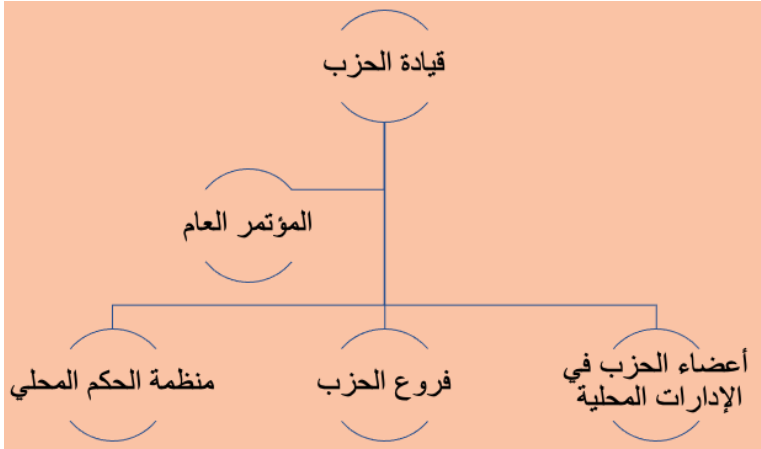 قيادة الحزب
المؤتمر العام
أعضاء الحزب في
الإدارات المحلية
فروع الحزب
منظمة الحكم المحلي